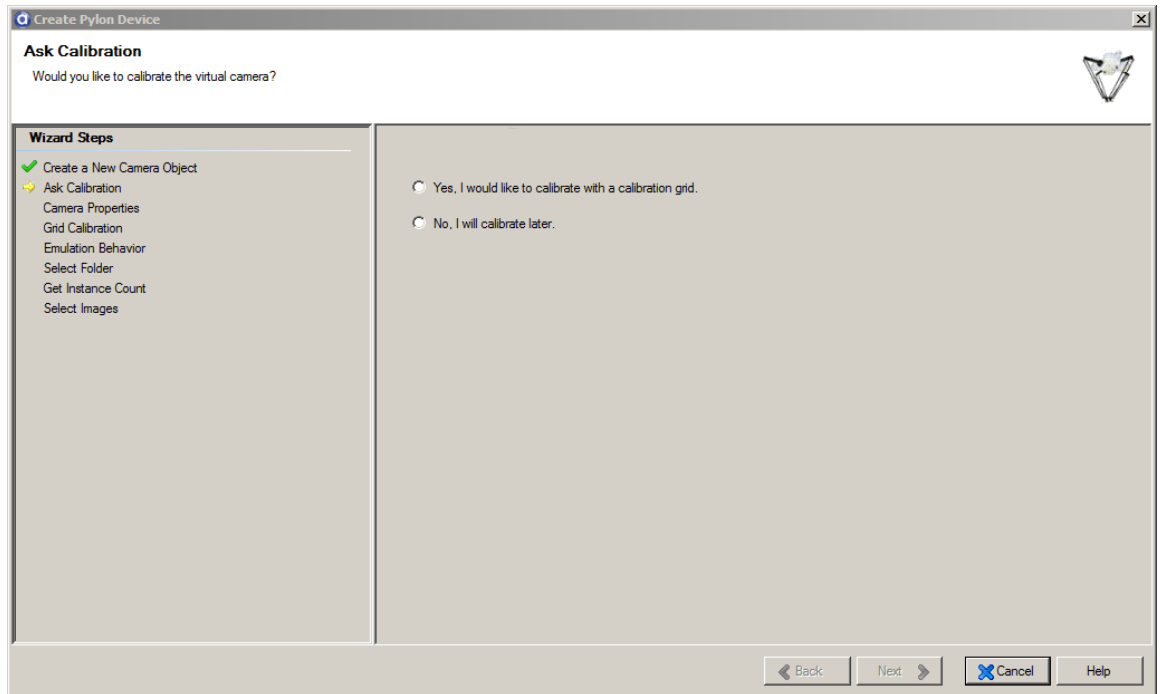 Create Pylon Device
Ask Calibration
Would you like to calibrate the virtual camera?
Wizard Steps
Create a New Camera Object
Ask Calibration
Camera Properties
Grid Calibration
Emulation Behavior
Select Folder
Get Instance Count
Select Images
Yes, I would like to calibrate with a calibration grid.
No, I will calibrate later.
Back
Next
Cancel
Help